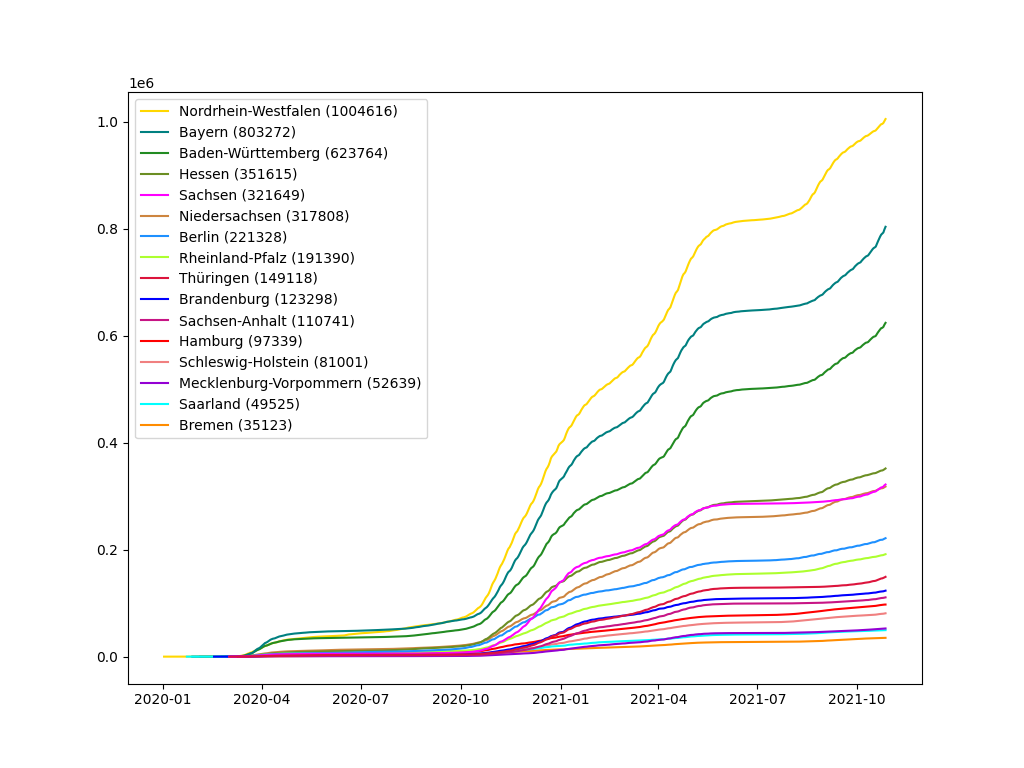 1e6
1.0
0.8
0.6
0.4
0.2
0.0
Nordrhein-Westfalen (1004616)
Bayern (803272)
Baden-Württemberg (623764)
Hessen (351615)
Sachsen (321649)
Niedersachsen (317808)
Berlin (221328)
Rheinland-Pfalz (191390)
Thüringen (149118)
Brandenburg (123298)
Sachsen-Anhalt (110741)
Hamburg (97339)
Schleswig-Holstein (81001)
Mecklenburg-Vorpommern (52639)
Saarland (49525)
Bremen (35123)
2020-01 2020-04 2020-07 2020-10 2021-01 2021-04 2021-07 2021-10